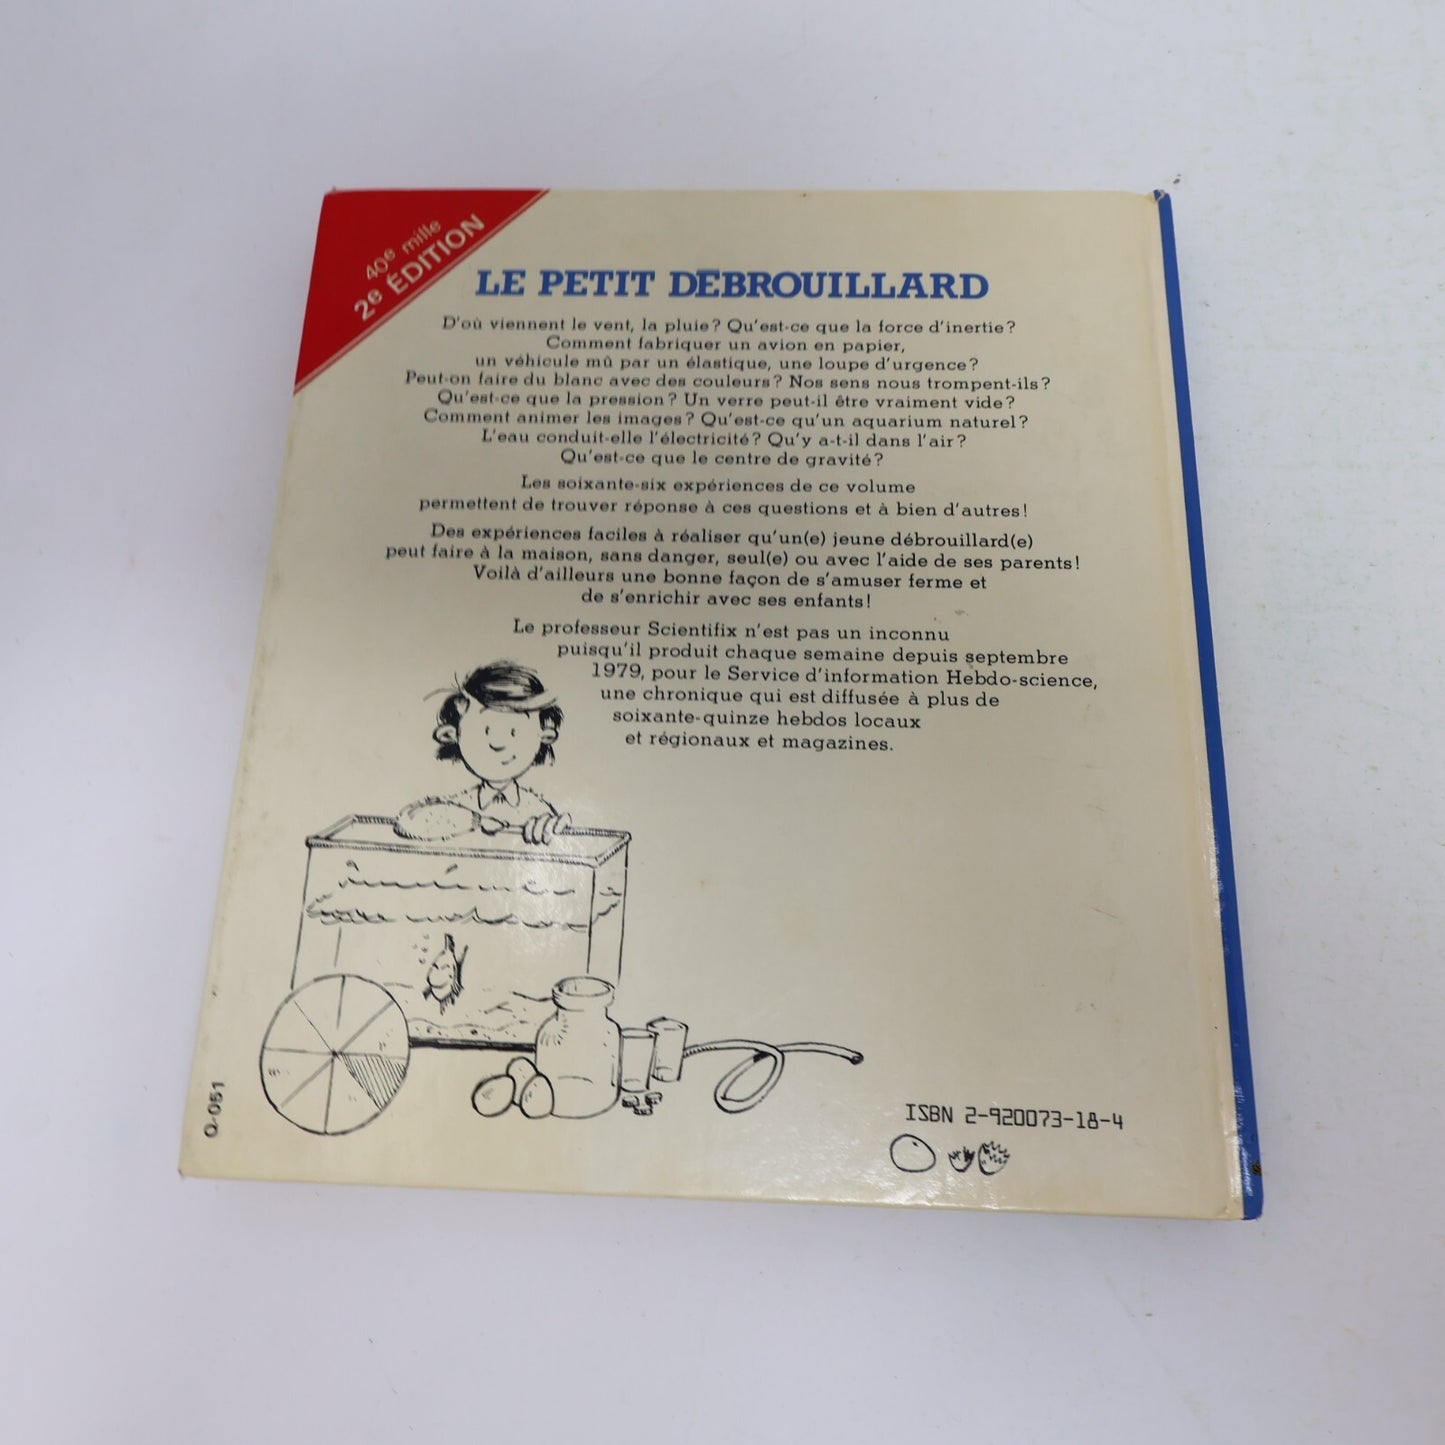 40e mille
2e ÉDITION
LE PETIT DÉBROUILLARD
D'où viennent le vent, la pluie? Qu'est-ce que la force d'inertie?
Comment fabriquer un avion en papier,
un véhicule mû par un élastique, une loupe d'urgence?
Peut-on faire du blanc avec des couleurs? Nos sens nous trompent-ils?
Qu'est-ce que la pression? Un verre peut-il être vraiment vide?
Comment animer les images? Qu'est-ce qu'un aquarium naturel?
L'eau conduit-elle l'électricité? Qu'y a-t-il dans l'air?
Qu'est-ce que le centre de gravité?
Les soixante-six expériences de ce volume
permettent de trouver réponse à ces questions et à bien d'autres!
Des expériences faciles à réaliser qu'un(e) jeune débrouillard(e)
peut faire à la maison, sans danger, seul(e) ou avec l'aide de ses parents!
Voilà d'ailleurs une bonne façon de s'amuser ferme et
de s'enrichir avec ses enfants!
Le professeur Scientifix n'est pas un inconnu
puisqu'il produit chaque semaine depuis septembre
1979, pour le Service d'information Hebdo-science,
une chronique qui est diffusée à plus de
soixante-quinze hebdos locaux
et régionaux et magazines.
Q-051
ISBN 2-920073-18-4